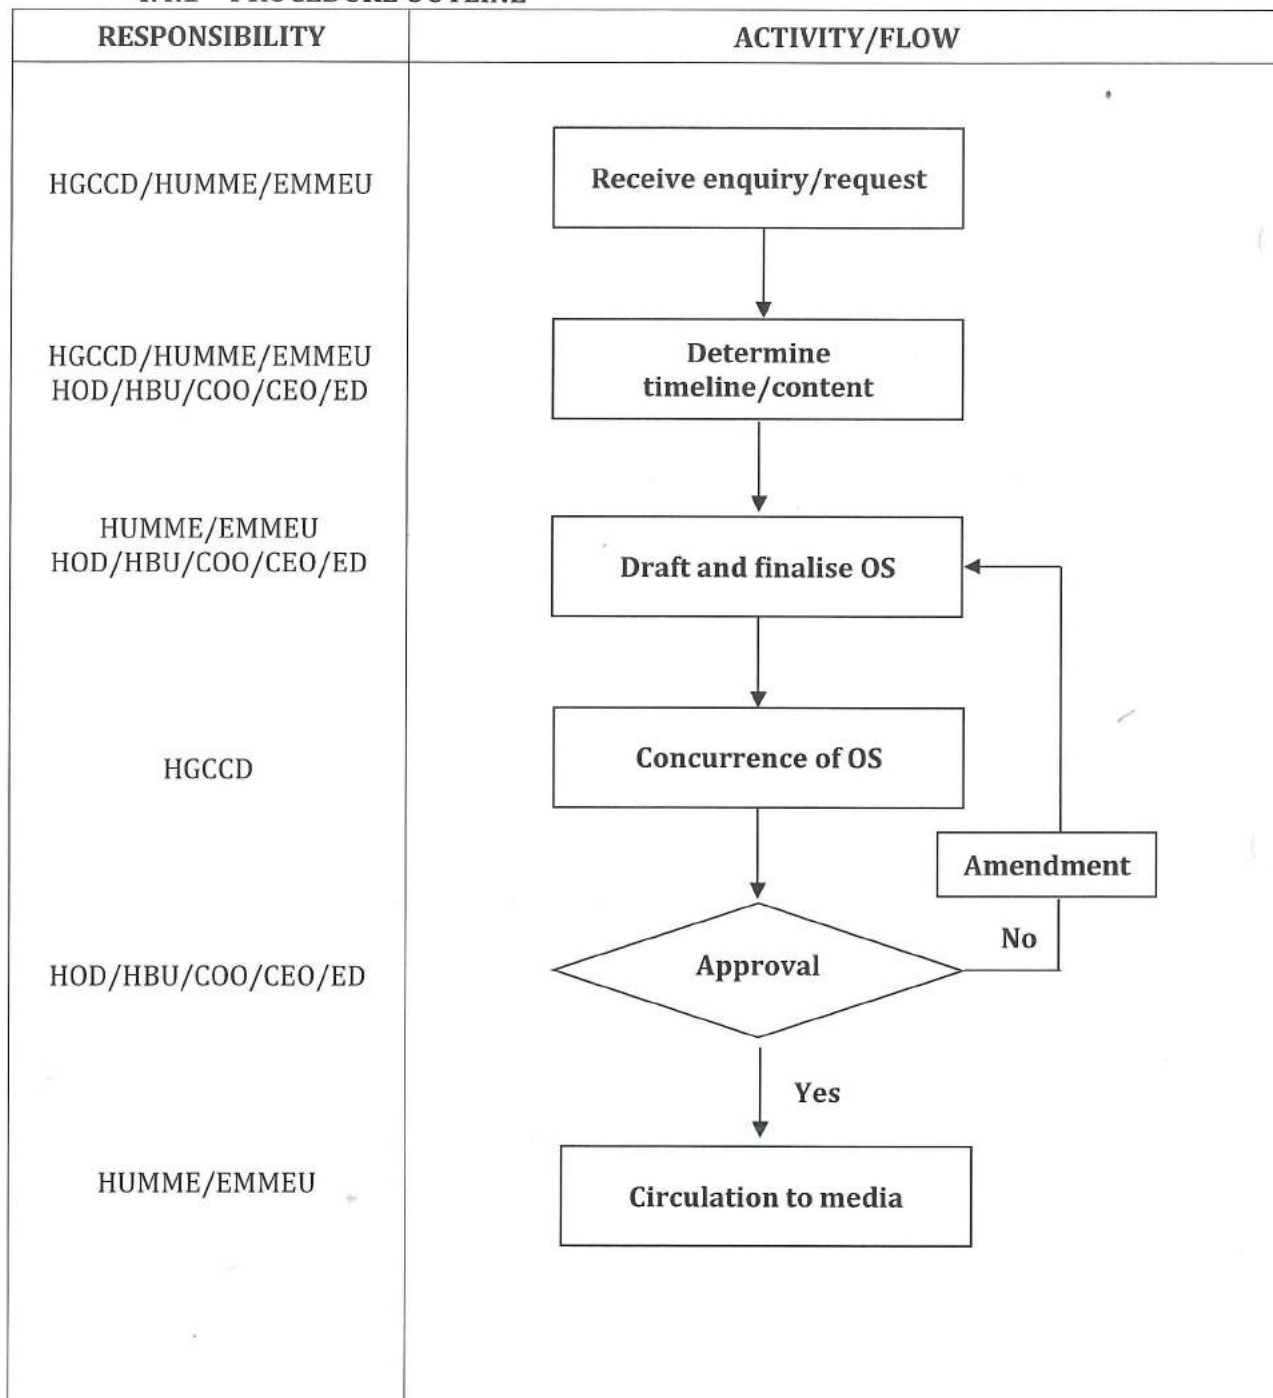 PROCEDURE OUTLINE
RESPONSIBILITY
ACTIVITY/FLOW
HGCCD/HUMME/EMMEU
Receive enquiry/request
HGCCD/HUMME/EMMEU
HOD/HBU/COO/CEO/ED
Determine
timeline/content
HUMME/EMMEU
HOD/HBU/COO/CEO/ED
Draft and finalise OS
HGCCD
Concurrence of OS
Amendment
No
HOD/HBU/COO/CEO/ED
Approval
Yes
HUMME/EMMEU
Circulation to media